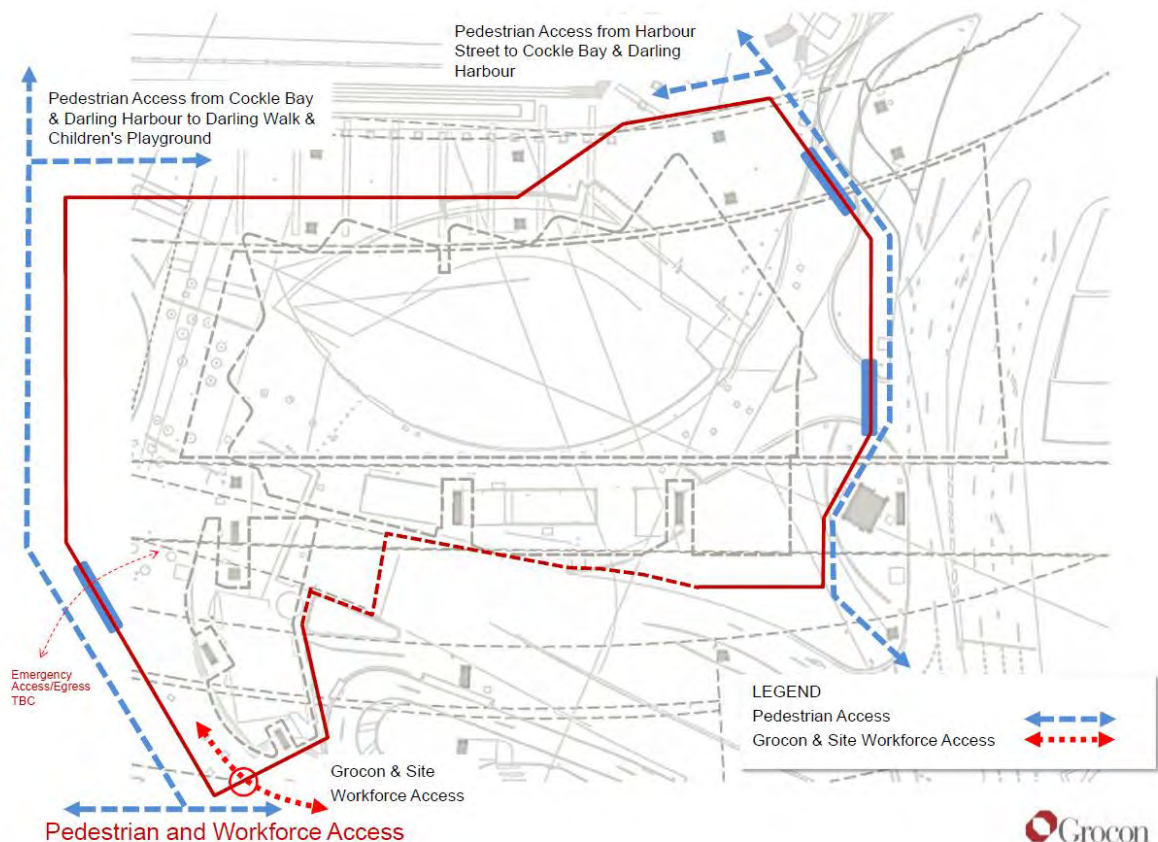 Pedestrian Access from Harbour
Street to Cockle Bay & Darling
Harbour
Pedestrian Access from Cockle Bay
& Darling Harbour to Darling Walk &
Children's Playground
Emergency
Access/Egress
TBC
Grocon & Site
Workforce Access
LEGEND
Pedestrian Access
Grocon & Site Workforce Access
Pedestrian and Workforce Access
Grocon